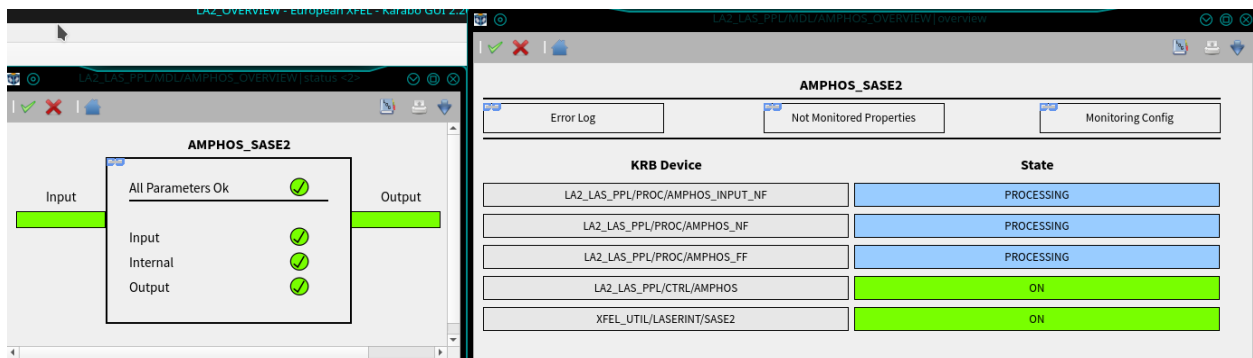 LA2_OVERVIEW - European XFEL - Karabo GUI 2.2
LA2_LAS_PPL/MDL/AMPHOS_OVERVIEW|status <2>
AMPHOS_SASE2
Input
All Parameters Ok
Output
Input
Internal
Output
LA2_LAS_PPL/MDL/AMPHOS_OVERVIEW|overview
AMPHOS_SASE2
Error Log
Not Monitored Properties
Monitoring Config
KRB Device State
LA2_LAS_PPL/PROC/AMPHOS_INPUT_NF PROCESSING
LA2_LAS_PPL/PROC/AMPHOS_NF PROCESSING
LA2_LAS_PPL/PROC/AMPHOS_FF PROCESSING
LA2_LAS_PPL/CTRL/AMPHOS ON
XFEL_UTIL/LASERINT/SASE2 ON